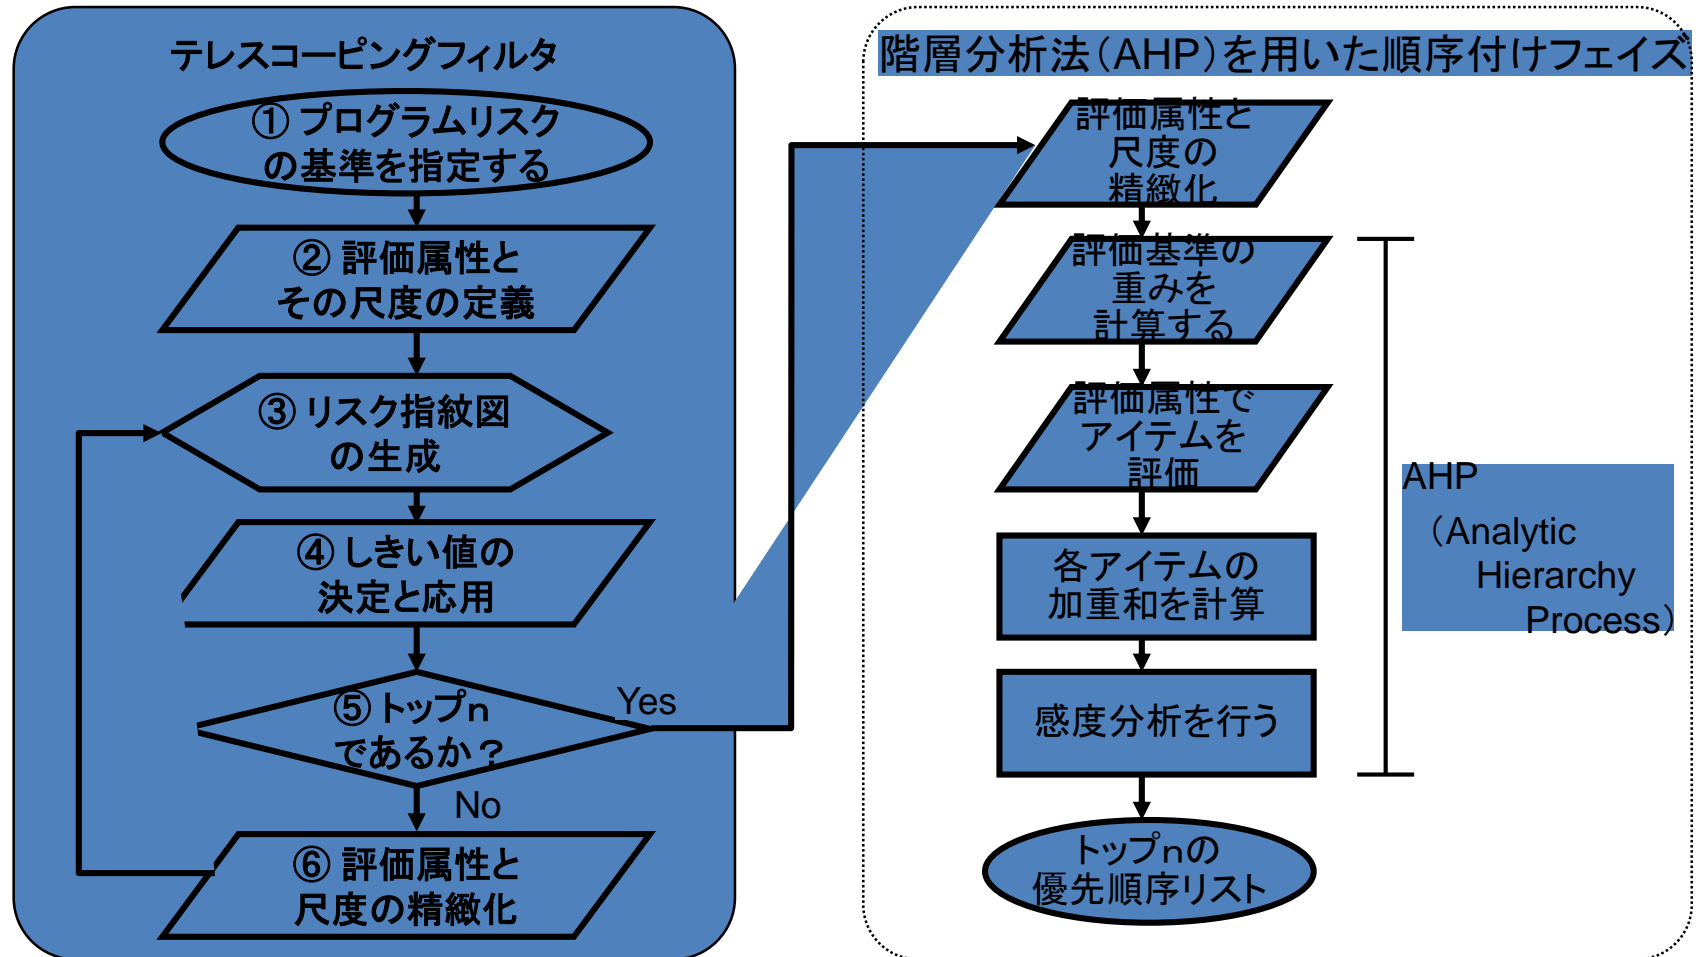 テレスコーピングフィルタ
① プログラムリスク
の基準を指定する
② 評価属性と
その尺度の定義
③ リスク指紋図
の生成
④ しきい値の
決定と応用
⑤ トップn
であるか？
Yes
No
⑥ 評価属性と
尺度の精緻化
階層分析法（AHP）を用いた順序付けフェイズ
評価属性と
尺度の
精緻化
評価基準の
重みを
計算する
評価属性で
アイテムを
評価
各アイテムの
加重和を計算
感度分析を行う
トップnの
優先順序リスト
AHP
（Analytic
Hierarchy
Process）